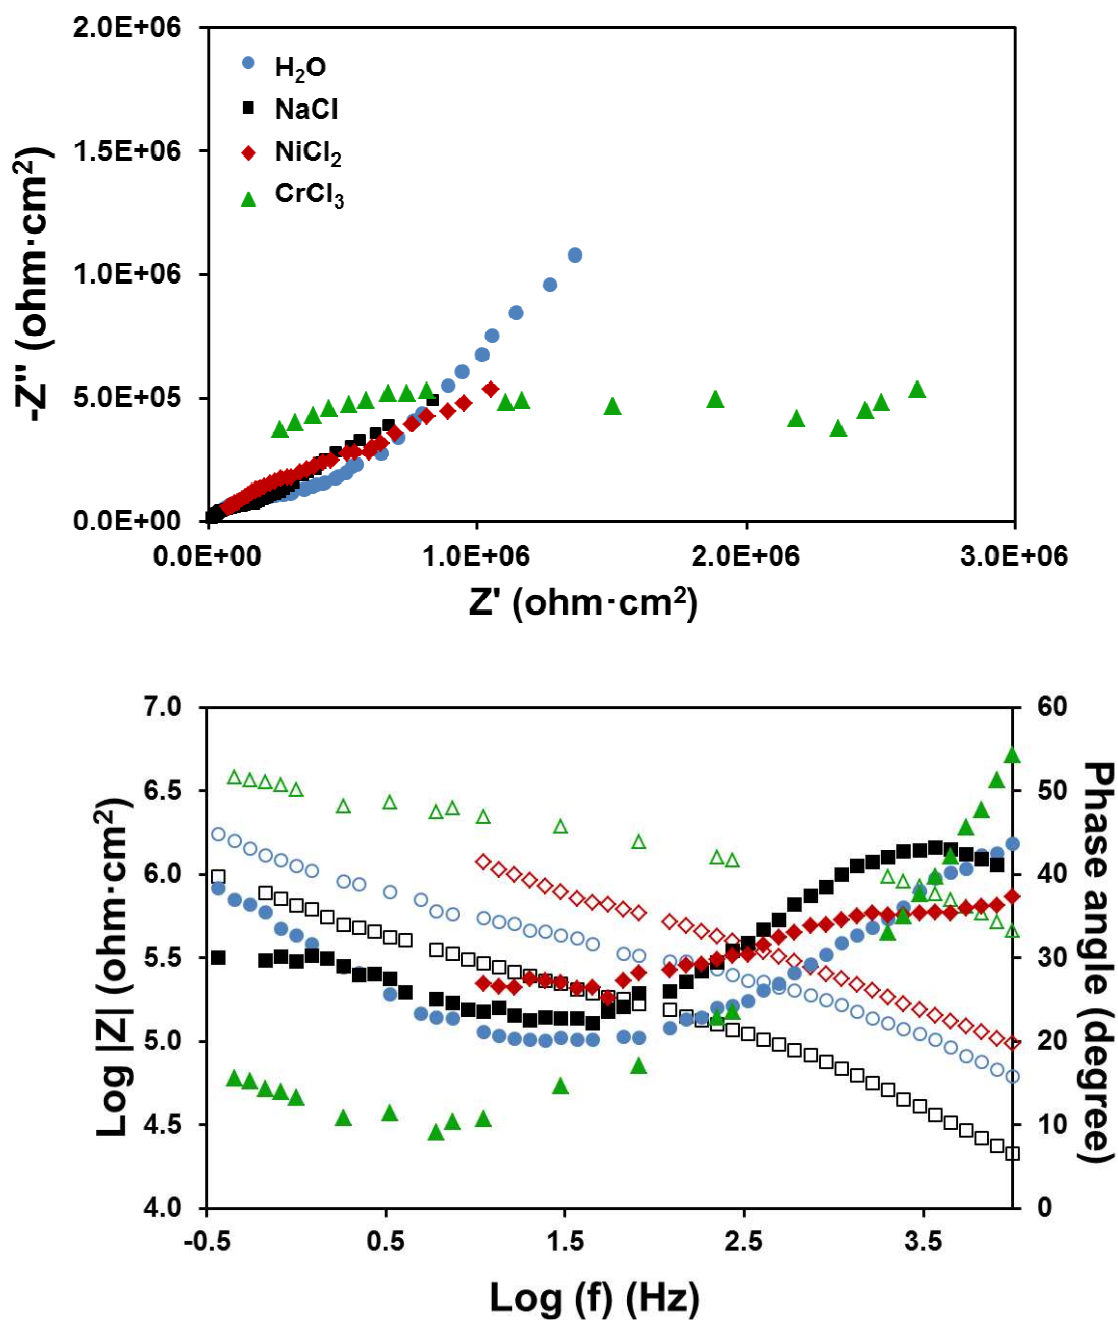 2.0E+06
1.5E+06
1.0E+06
5.0E+05
0.0E+00
-Z" (ohm·cm²)
H₂O
NaCl
NiCl₂
CrCl₃
0.0E+00 1.0E+06 2.0E+06 3.0E+06
Z' (ohm·cm²)
7.0
6.5
6.0
5.5
5.0
4.5
4.0
Log |Z| (ohm·cm²)
60
50
40
30
20
10
0
Phase angle (degree)
-0.5 0.5 1.5 2.5 3.5
Log (f) (Hz)